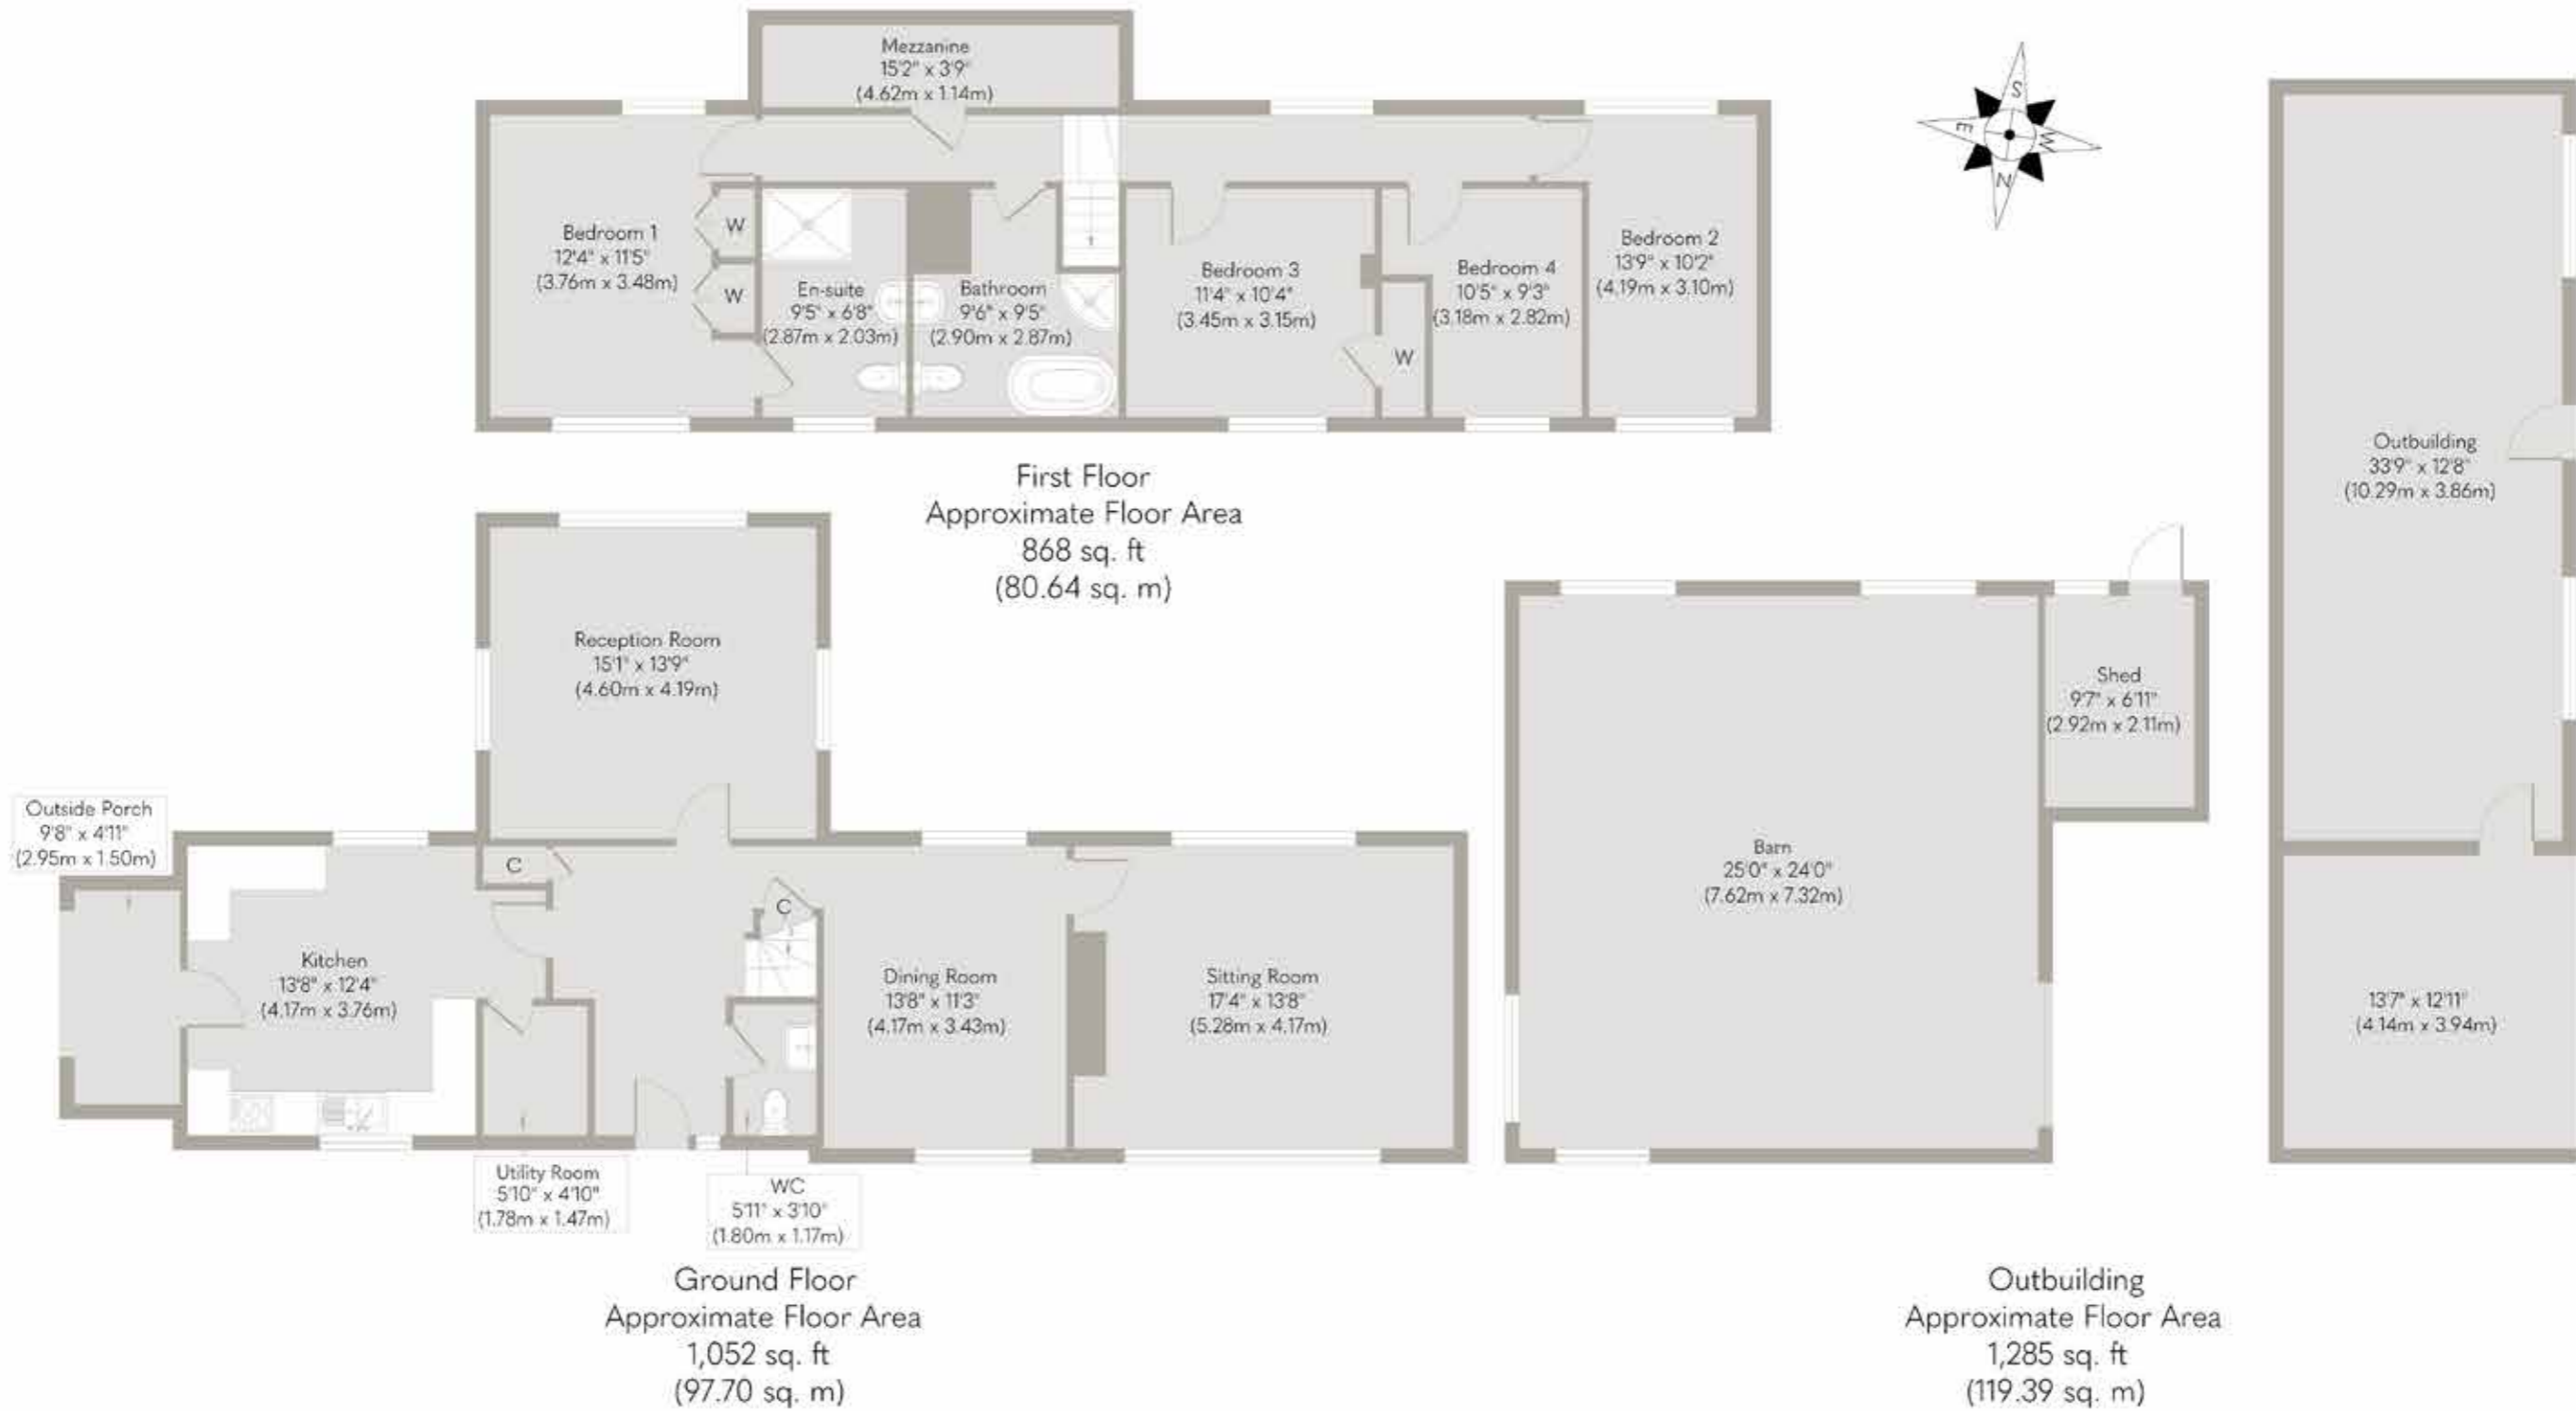 Mezzanine
15'2" x 3'9"
(4.62m x 1.14m)
S
E
W
N
Bedroom 1
12'4" x 11'5"
(3.76m x 3.48m)
W
W
En-suite
9'5" x 6'8"
(2.87m x 2.03m)
Bathroom
9'6" x 9'5"
(2.90m x 2.87m)
Bedroom 3
11'4" x 10'4"
(3.45m x 3.15m)
W
Bedroom 4
10'5" x 9'3"
(3.18m x 2.82m)
Bedroom 2
13'9" x 10'2"
(4.19m x 3.10m)
First Floor
Approximate Floor Area
868 sq. ft
(80.64 sq. m)
Reception Room
15'1" x 13'9"
(4.60m x 4.19m)
Outside Porch
9'8" x 4'11"
(2.95m x 1.50m)
C
C
Kitchen
13'8" x 12'4"
(4.17m x 3.76m)
Dining Room
13'8" x 11'3"
(4.17m x 3.43m)
Sitting Room
17'4" x 13'8"
(5.28m x 4.17m)
Utility Room
5'10" x 4'10"
(1.78m x 1.47m)
WC
5'11" x 3'10"
(1.80m x 1.17m)
Ground Floor
Approximate Floor Area
1,052 sq. ft
(97.70 sq. m)
Outbuilding
33'9" x 12'8"
(10.29m x 3.86m)
Shed
9'7" x 6'11"
(2.92m x 2.11m)
Barn
25'0" x 24'0"
(7.62m x 7.32m)
13'7" x 12'11"
(4.14m x 3.94m)
Outbuilding
Approximate Floor Area
1,285 sq. ft
(119.39 sq. m)